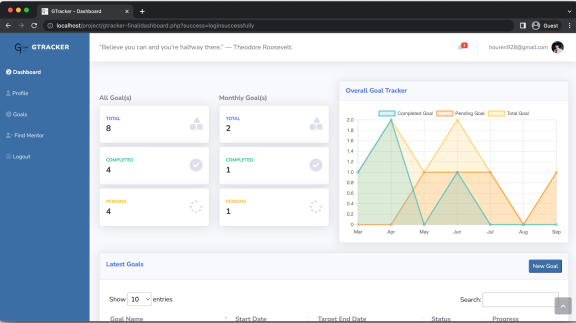 GTracker - Dashboard
localhost/project/gtracker-final/dashboard.php?success=loginsuccessfully
Guest
GTRACKER
"Believe you can and you're halfway there." — Theodore Roosevelt.
houren928@gmail.com
Dashboard
Profile
Goals
Find Mentor
Logout
All Goal(s)
Monthly Goal(s)
TOTAL
8
TOTAL
2
COMPLETED
4
COMPLETED
1
PENDING
4
PENDING
1
Overall Goal Tracker
Completed Goal
Pending Goal
Total Goal
2.0
1.8
1.6
1.4
1.2
1.0
0.8
0.6
0.4
0.2
0
Mar
Apr
May
Jun
Jul
Aug
Sep
Latest Goals
New Goal
Show 10 entries
Search:
Goal Name
Start Date
Target End Date
Status
Progress